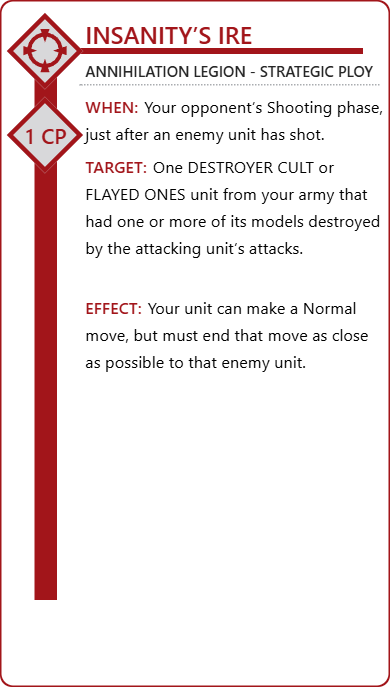 INSANITY'S IRE
ANNIHILATION LEGION - STRATEGIC PLOY
1 CP
WHEN: Your opponent's Shooting phase,
just after an enemy unit has shot.
TARGET: One DESTROYER CULT or
FLAYED ONES unit from your army that
had one or more of its models destroyed
by the attacking unit's attacks.
EFFECT: Your unit can make a Normal
move, but must end that move as close
as possible to that enemy unit.